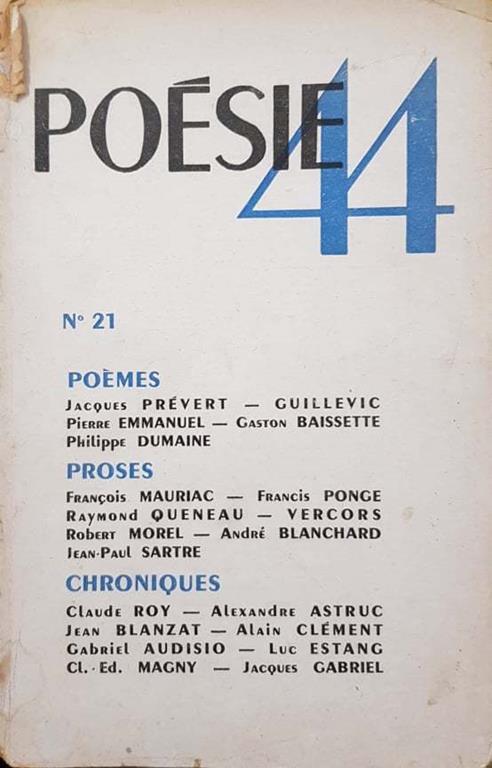 POÉSIE 44
N° 21
POÈMES
Jacques PRÉVERT — GUILLEVIC
Pierre EMMANUEL — Gaston BAISSETTE
Philippe DUMAINE
PROSES
François MAURIAC — Francis PONGE
Raymond QUENEAU — VERCORS
Robert MOREL — André BLANCHARD
Jean-Paul SARTRE
CHRONIQUES
Claude ROY — Alexandre ASTRUC
Jean BLANZAT — Alain CLÉMENT
Gabriel AUDISIO — Luc ESTANG
Cl.-Ed. MAGNY — Jacques GABRIEL